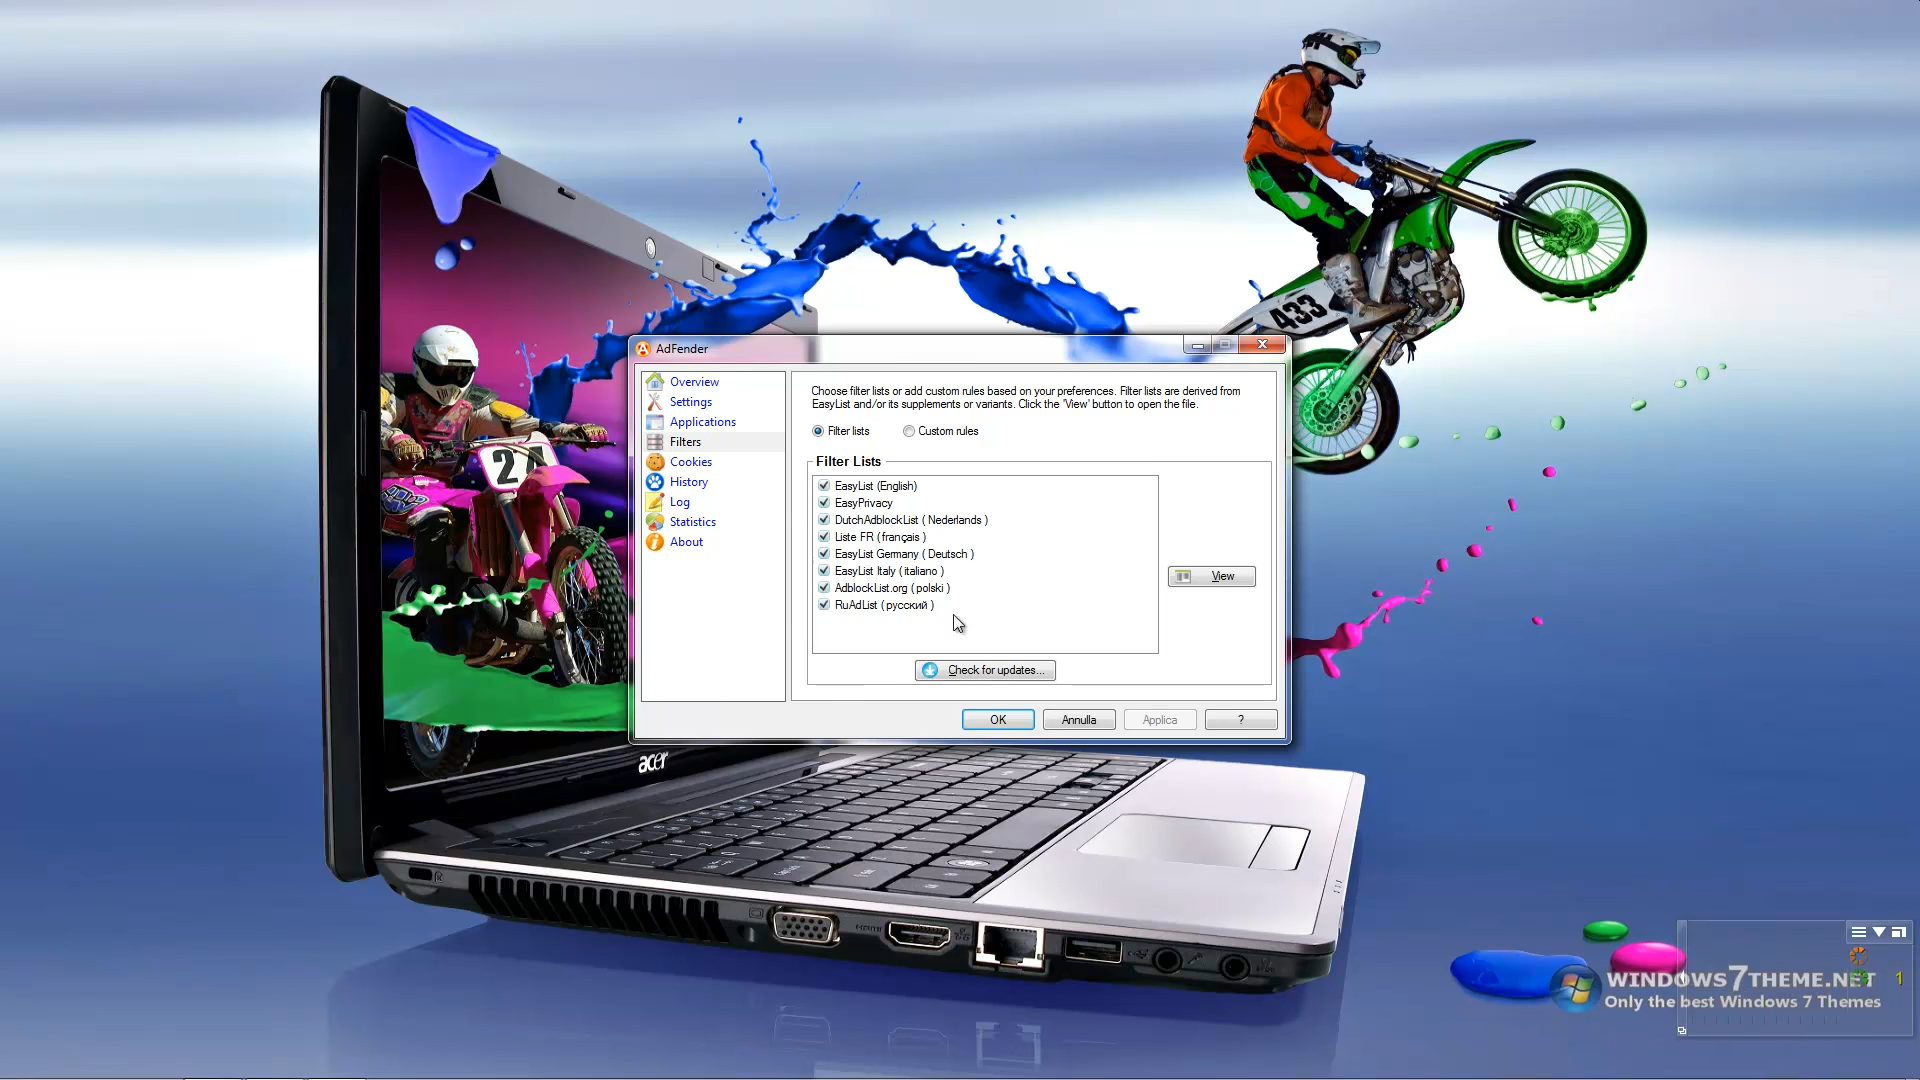 433
AdFender
Overview
Settings
Applications
Filters
Cookies
History
Log
Statistics
About
Choose filter lists or add custom rules based on your preferences. Filter lists are derived from
EasyList and/or its supplements or variants. Click the 'View' button to open the file.
Filter lists
Custom rules
Filter Lists
EasyList (English)
EasyPrivacy
DutchAdblockList ( Nederlands )
Liste FR ( français )
EasyList Germany ( Deutsch )
EasyList Italy ( italiano )
AdblockList.org ( polski )
RuAdList ( русский )
View
Check for updates...
OK
Annulla
Applica
?
24
acer
HDMI
1
WINDOWS7THEME.NET
Only the best Windows 7 Themes